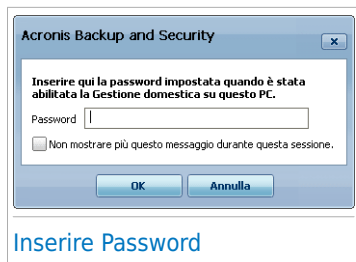 Acronis Backup and Security
Inserire qui la password impostata quando è stata
abilitata la Gestione domestica su questo PC.
Password
Non mostrare più questo messaggio durante questa sessione.
OK Annulla
Inserire Password